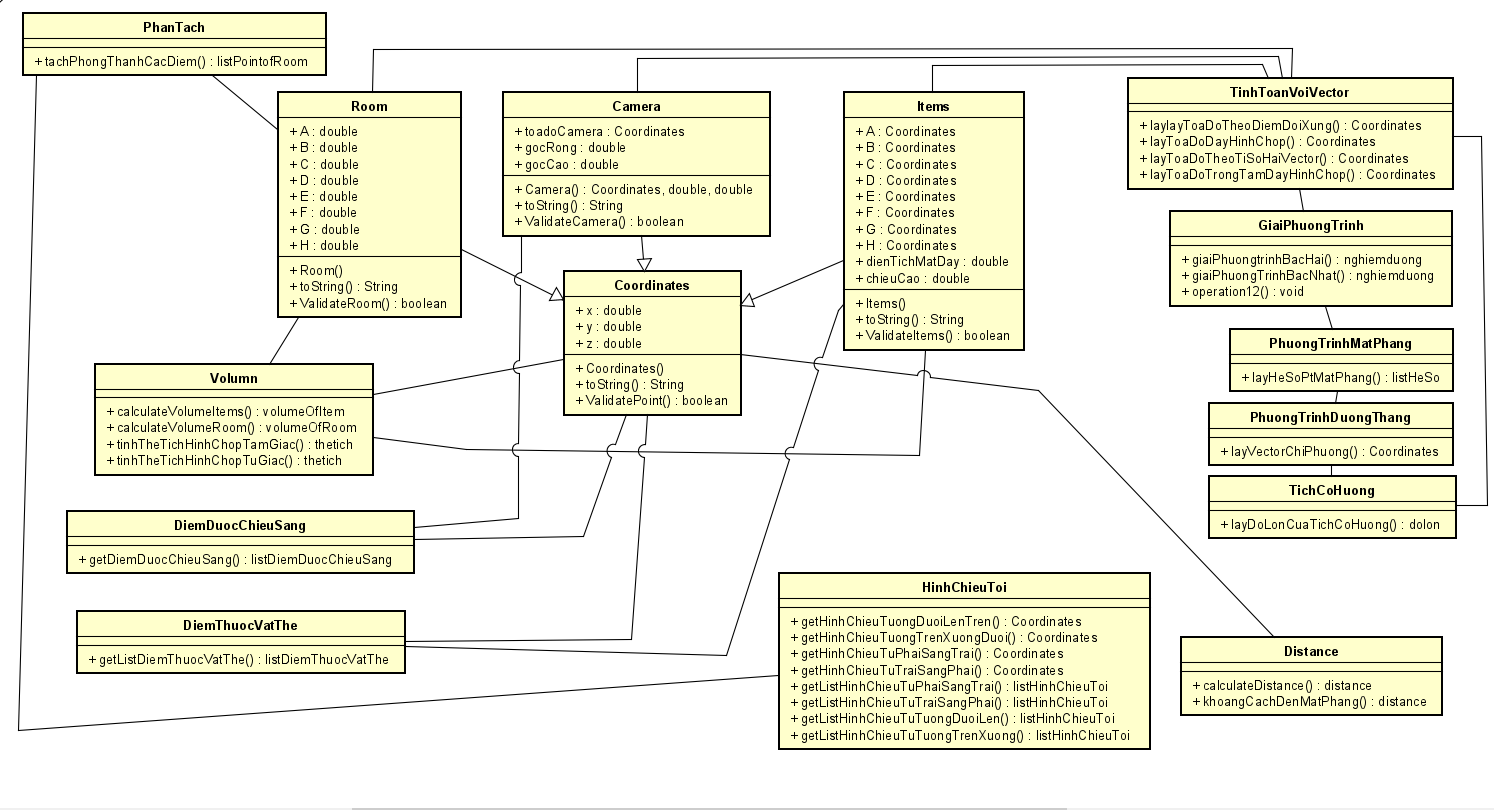 PhanTach
+ tachPhongThanhCacDiem() : listPointofRoom
Room
+ A : double
+ B : double
+ C : double
+ D : double
+ E : double
+ F : double
+ G : double
+ H : double
+ Room()
+ toString() : String
+ ValidateRoom() : boolean
Camera
+ toadoCamera : Coordinates
+ gocRong : double
+ gocCao : double
+ Camera() : Coordinates, double, double
+ toString() : String
+ ValidateCamera() : boolean
Items
+ A : Coordinates
+ B : Coordinates
+ C : Coordinates
+ D : Coordinates
+ E : Coordinates
+ F : Coordinates
+ G : Coordinates
+ H : Coordinates
+ dienTichMatDay : double
+ chieuCao : double
+ Items()
+ toString() : String
+ ValidateItems() : boolean
TinhToanVoiVector
+ laylayToaDoTheoDiemDoiXung() : Coordinates
+ layToaDoDayHinhChop() : Coordinates
+ layToaDoTheoTiSoHaiVector() : Coordinates
+ layToaDoTrongTamDayHinhChop() : Coordinates
GiaiPhuongTrinh
+ giaiPhuongtrinhBacHai() : nghiemduong
+ giaiPhuongTrinhBacNhat() : nghiemduong
+ operation12() : void
Coordinates
+ x : double
+ y : double
+ z : double
+ Coordinates()
+ toString() : String
+ ValidatePoint() : boolean
PhuongTrinhMatPhang
+ layHeSoPtMatPhang() : listHeSo
Volumn
+ calculateVolumeItems() : volumeOfItem
+ calculateVolumeRoom() : volumeOfRoom
+ tinhTheTichHinhChopTamGiac() : thetich
+ tinhTheTichHinhChopTuGiac() : thetich
PhuongTrinhDuongThang
+ layVectorChiPhuong() : Coordinates
TichCoHuong
+ layDoLonCuaTichCoHuong() : dolon
DiemDuocChieuSang
+ getDiemDuocChieuSang() : listDiemDuocChieuSang
HinhChieuToi
+ getHinhChieuTuongDuoiLenTren() : Coordinates
+ getHinhChieuTuongTrenXuongDuoi() : Coordinates
+ getHinhChieuTuPhaiSangTrai() : Coordinates
+ getHinhChieuTuTraiSangPhai() : Coordinates
+ getListHinhChieuTuPhaiSangTrai() : listHinhChieuToi
+ getListHinhChieuTuTraiSangPhai() : listHinhChieuToi
+ getListHinhChieuTuTuongDuoiLen() : listHinhChieuToi
+ getListHinhChieuTuTuongTrenXuong() : listHinhChieuToi
DiemThuocVatThe
+ getListDiemThuocVatThe() : listDiemThuocVatThe
Distance
+ calculateDistance() : distance
+ khoangCachDenMatPhang() : distance